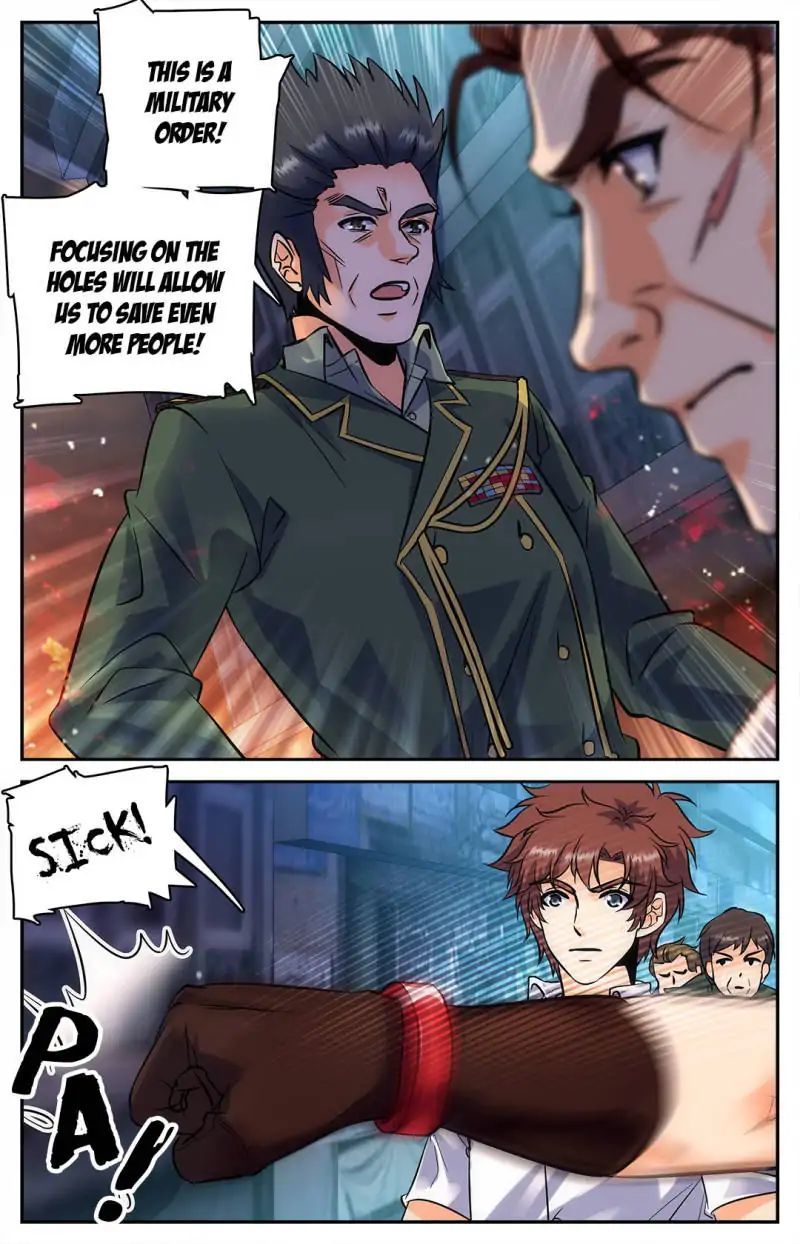 THIS IS A
MILITARY
ORDER!
FOCUSING ON THE
HOLES WILL ALLOW
US TO SAVE EVEN
MORE PEOPLE!
SICK!
PA!